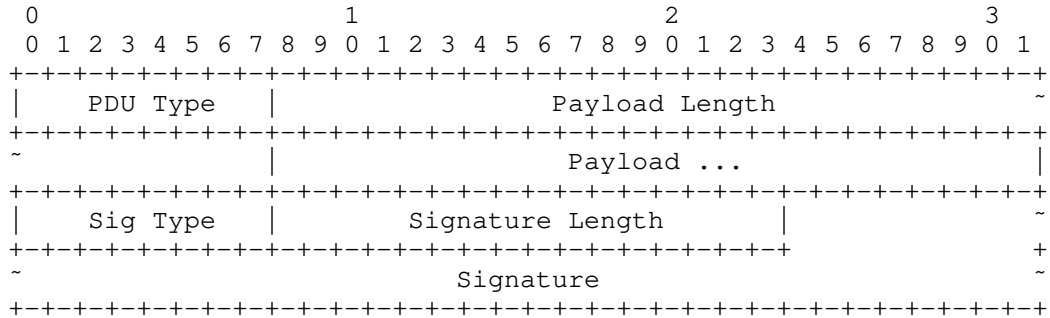 0                   1                   2                   3
 0 1 2 3 4 5 6 7 8 9 0 1 2 3 4 5 6 7 8 9 0 1 2 3 4 5 6 7 8 9 0 1
+-+-+-+-+-+-+-+-+-+-+-+-+-+-+-+-+-+-+-+-+-+-+-+-+-+-+-+-+-+-+-+-+
|    PDU Type   |                 Payload Length                ~
+-+-+-+-+-+-+-+-+-+-+-+-+-+-+-+-+-+-+-+-+-+-+-+-+-+-+-+-+-+-+-+-+
~               |                  Payload ...                  |
+-+-+-+-+-+-+-+-+-+-+-+-+-+-+-+-+-+-+-+-+-+-+-+-+-+-+-+-+-+-+-+-+
|    Sig Type   |        Signature Length       |               ~
+-+-+-+-+-+-+-+-+-+-+-+-+-+-+-+-+-+-+-+-+-+-+-+-+               +
~                           Signature                           ~
+-+-+-+-+-+-+-+-+-+-+-+-+-+-+-+-+-+-+-+-+-+-+-+-+-+-+-+-+-+-+-+-+